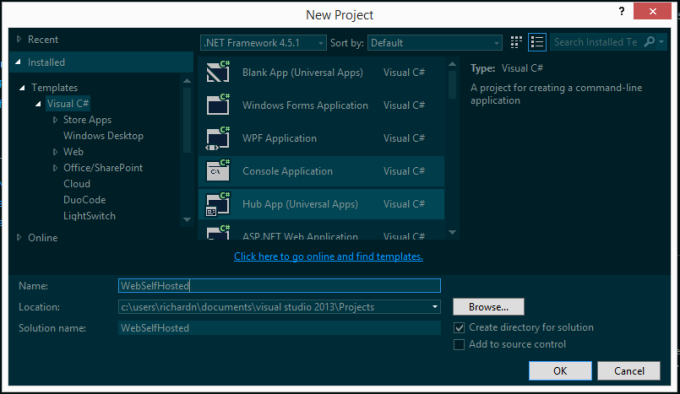 New Project
? ×
Recent
Installed
.NET Framework 4.5.1 Sort by: Default Search Installed Te
Templates
Visual C#
Store Apps
Windows Desktop
Web
Office/SharePoint
Cloud
DuoCode
LightSwitch
Online
C# Blank App (Universal Apps) Visual C#
C# Windows Forms Application Visual C#
C# WPF Application Visual C#
C# C:\ Console Application Visual C#
C# Hub App (Universal Apps) Visual C#
C# ASP.NET Web Application Visual C#
Type: Visual C#
A project for creating a command-line
application
Click here to go online and find templates.
Name: WebSelfHosted
Location: c:\users\richardn\documents\visual studio 2013\Projects Browse...
Solution name: WebSelfHosted
Create directory for solution
Add to source control
OK Cancel